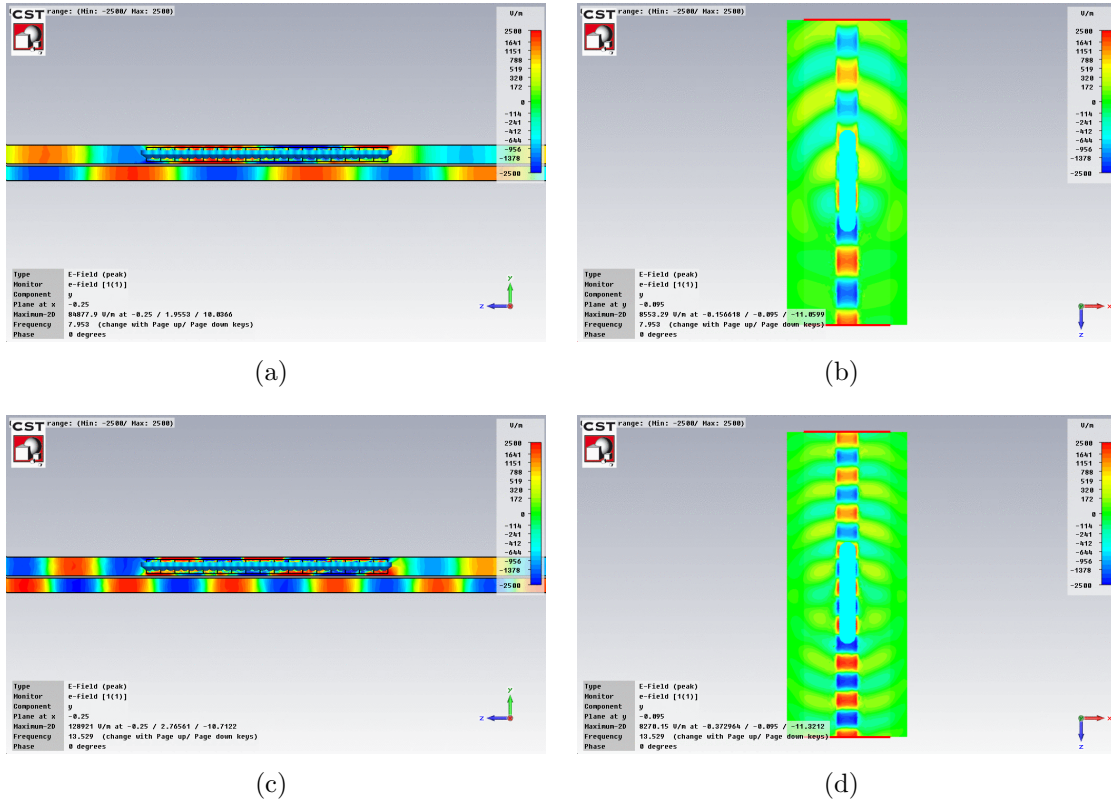 CST
range: (Min: -2500/ Max: 2500)
V/m
2500
1641
1151
788
519
320
172
0
-114
-241
-412
-644
-956
-1378
-2500
y
z
Type E-Field (peak)
Monitor e-field [1(1)]
Component y
Plane at x -0.25
Maximum-2D 84877.9 V/m at -0.25 / 1.9553 / 10.0366
Frequency 7.953 (change with Page up/ Page down keys)
Phase 0 degrees
(a)
CST
range: (Min: -2500/ Max: 2500)
V/m
2500
1641
1151
788
519
320
172
0
-114
-241
-412
-644
-956
-1378
-2500
x
z
Type E-Field (peak)
Monitor e-field [1(1)]
Component y
Plane at y -0.095
Maximum-2D 8553.29 V/m at -0.156618 / -0.095 / -11.0599
Frequency 7.953 (change with Page up/ Page down keys)
Phase 0 degrees
(b)
CST
range: (Min: -2500/ Max: 2500)
V/m
2500
1641
1151
788
519
320
172
0
-114
-241
-412
-644
-956
-1378
-2500
y
z
Type E-Field (peak)
Monitor e-field [1(1)]
Component y
Plane at x -0.25
Maximum-2D 128921 V/m at -0.25 / 2.76561 / -10.7122
Frequency 13.529 (change with Page up/ Page down keys)
Phase 0 degrees
(c)
CST
range: (Min: -2500/ Max: 2500)
V/m
2500
1641
1151
788
519
320
172
0
-114
-241
-412
-644
-956
-1378
-2500
x
z
Type E-Field (peak)
Monitor e-field [1(1)]
Component y
Plane at y -0.095
Maximum-2D 8270.15 V/m at -0.372964 / -0.095 / -11.3212
Frequency 13.529 (change with Page up/ Page down keys)
Phase 0 degrees
(d)